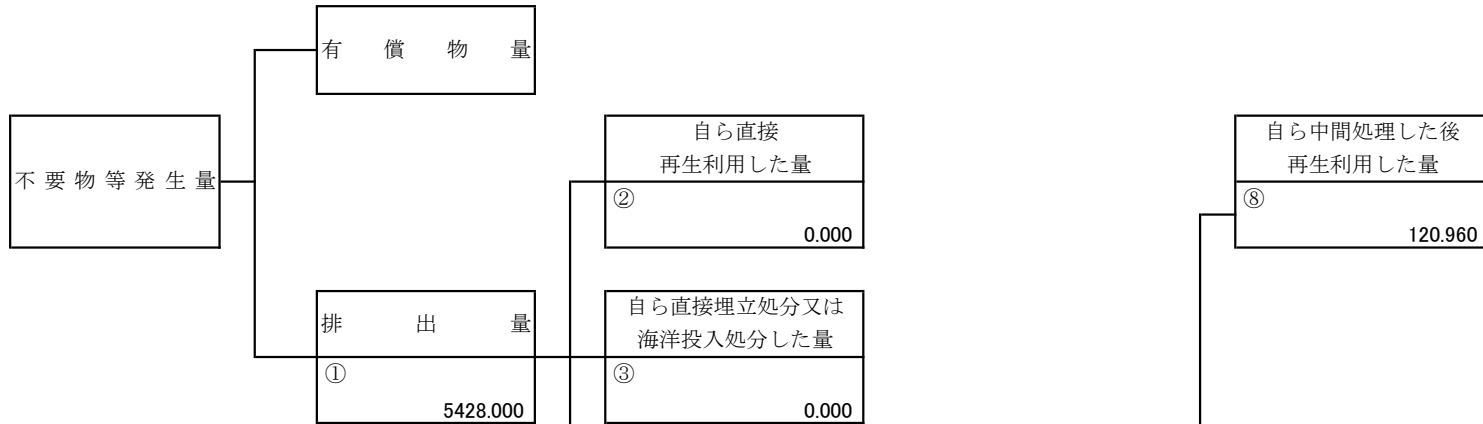 有償物量
不要物等発生量
自ら直接
再生利用した量
②
0.000
自ら中間処理した後
再生利用した量
⑧
120.960
排出量
①
5428.000
自ら直接埋立処分又は
海洋投入処分した量
③
0.000